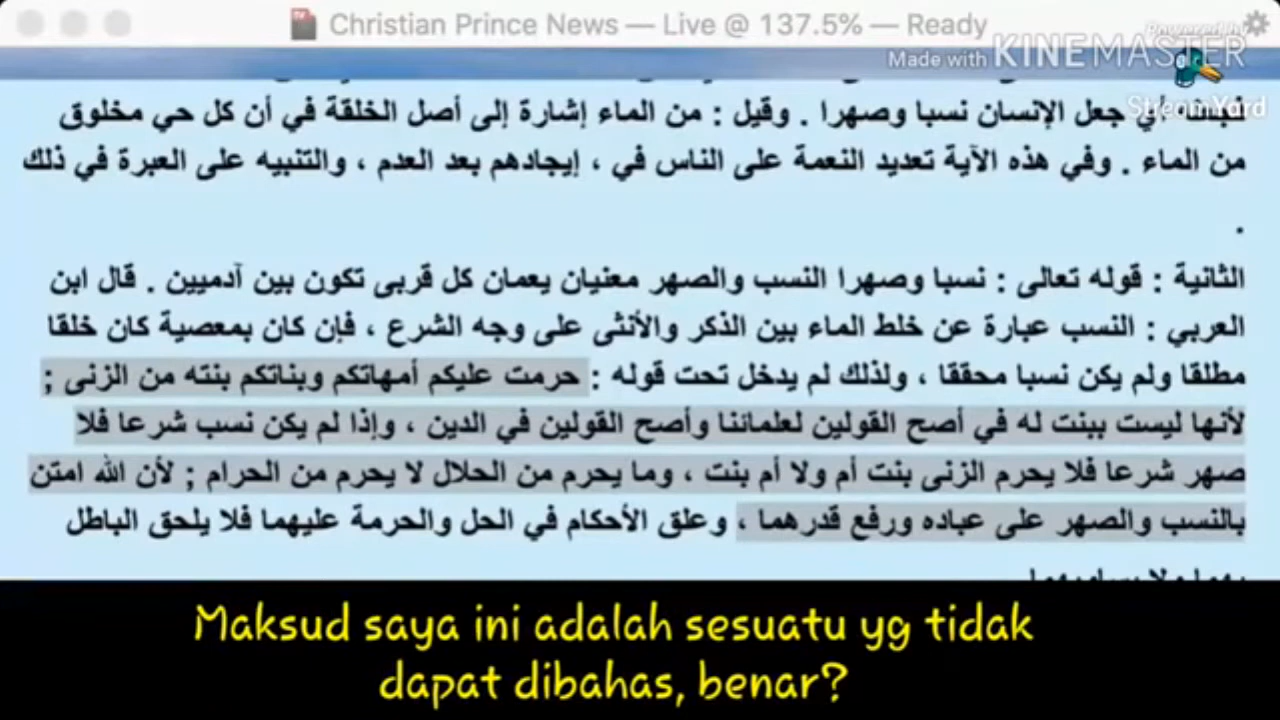 Christian Prince News — Live @ 137.5% — Ready
Powered by
Made with KINEMASTER
StreamYard
أي جعل الإنسان نسبا وصهرا . وقيل : من الماء إشارة إلى أصل الخلقة في أن كل حي مخلوق
من الماء . وفي هذه الآية تعديد النعمة على الناس في ، إيجادهم بعد العدم ، والتنبيه على العبرة في ذلك
.
الثانية : قوله تعالى : نسبا وصهرا النسب والصهر معنيان يعمان كل قربى تكون بين آدميين . قال ابن
العربي : النسب عبارة عن خلط الماء بين الذكر والأنثى على وجه الشرع ، فإن كان بمعصية كان خلقا
مطلقا ولم يكن نسبا محققا ، ولذلك لم يدخل تحت قوله : حرمت عليكم أمهاتكم وبناتكم بنته من الزنى ;
لأنها ليست ببنت له في أصح القولين لعلمائنا وأصح القولين في الدين ، وإذا لم يكن نسب شرعا فلا
صهر شرعا فلا يحرم الزنى بنت أم ولا أم بنت ، وما يحرم من الحلال لا يحرم من الحرام ; لأن الله امتن
بالنسب والصهر على عباده ورفع قدرهما ، وعلق الأحكام في الحل والحرمة عليهما فلا يلحق الباطل
Maksud saya ini adalah sesuatu yg tidak
dapat dibahas, benar?